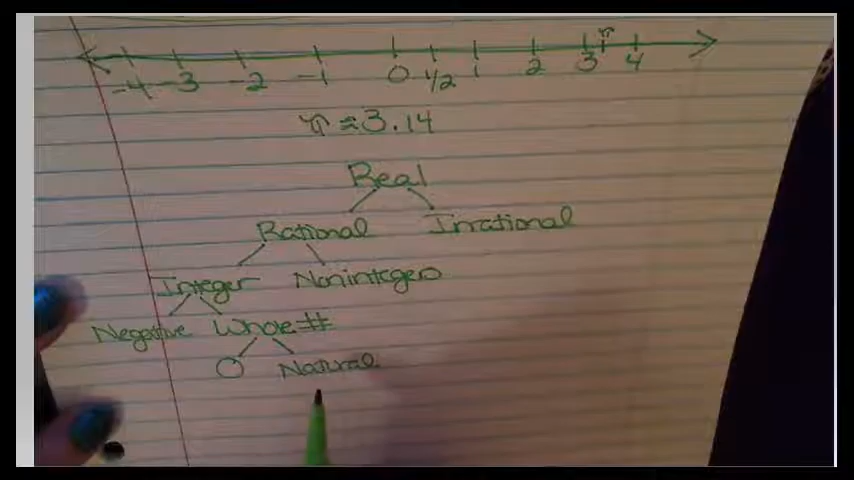 π
-4 -3 -2 -1 0 1/2 1 2 3 4
π ≈ 3.14
Real
Rational Irrational
Integer Nonintegers
Negative Whole #
0 Natural